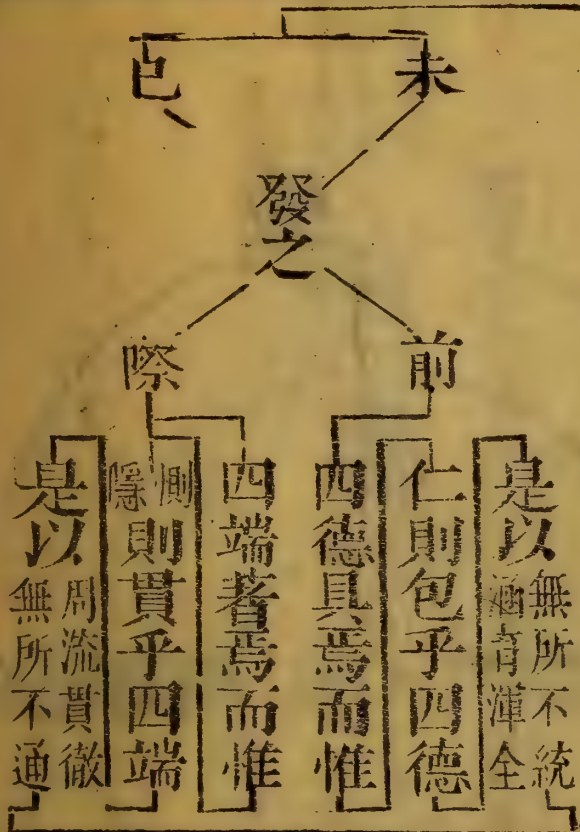 未
已
發之
前
際
四德具焉而惟
仁則包乎四德
是以
涵育渾全
無所不統
四端著焉而惟
惻隱則貫乎四端
是以
周流貫徹
無所不通